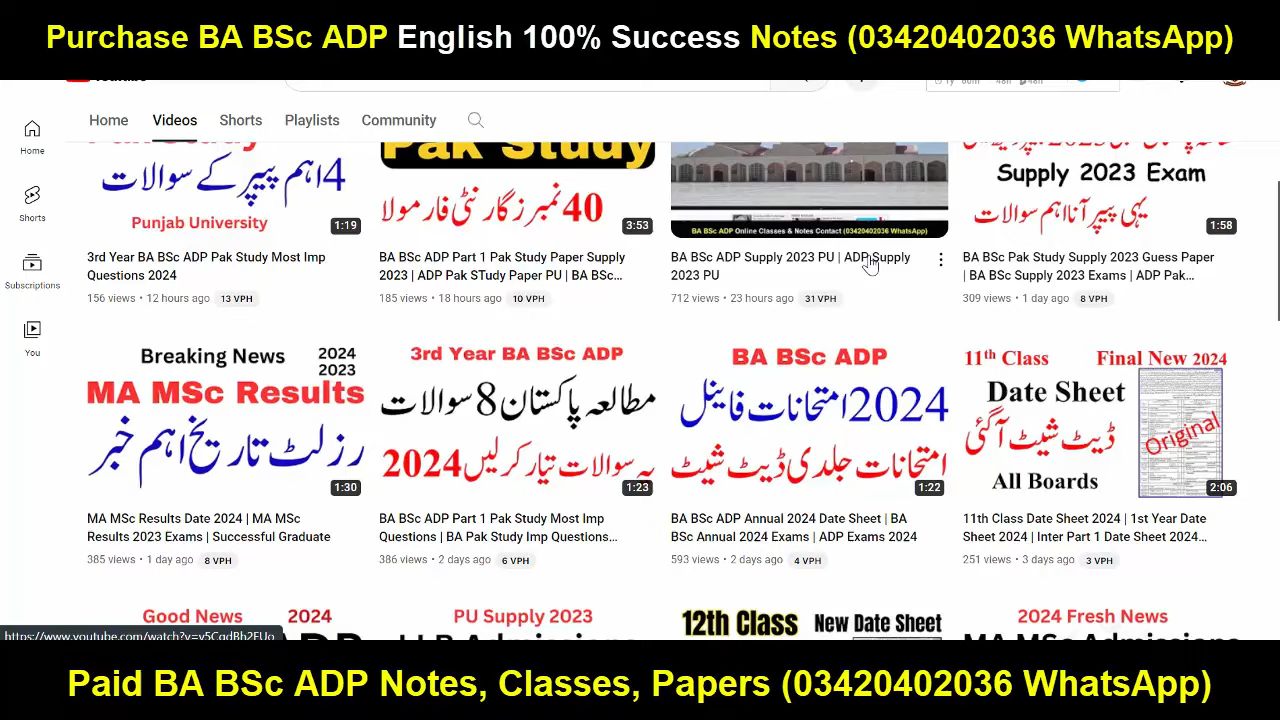 Purchase BA BSc ADP English 100% Success Notes (03420402036 WhatsApp)
Home Videos Shorts Playlists Community
Home
Shorts
Subscriptions
You
4 اہم پیپر کے سوالات
Punjab University
1:19
3rd Year BA BSc ADP Pak Study Most Imp
Questions 2024
156 views • 12 hours ago 13 VPH
Pak Study
40 نمبرز گارنٹی فارمولا
3:53
BA BSc ADP Part 1 Pak Study Paper Supply
2023 | ADP Pak STudy Paper PU | BA BSc...
185 views • 18 hours ago 10 VPH
BA BSc ADP Online Classes & Notes Contact (03420402036 WhatsApp)
BA BSc ADP Supply 2023 PU | ADP Supply
2023 PU
712 views • 23 hours ago 31 VPH
Supply 2023 Exam
یہی پیپر آنا اہم سوالات
1:58
BA BSc Pak Study Supply 2023 Guess Paper
| BA BSc Supply 2023 Exams | ADP Pak...
309 views • 1 day ago 8 VPH
Breaking News 2024
2023
MA MSc Results
رزلٹ تاریخ اہم خبر
1:30
MA MSc Results Date 2024 | MA MSc
Results 2023 Exams | Successful Graduate
385 views • 1 day ago 8 VPH
3rd Year BA BSc ADP
مطالعہ پاکستان 8 سوالات
یہ سوالات تیار کرلیں 2024
1:23
BA BSc ADP Part 1 Pak Study Most Imp
Questions | BA Pak Study Imp Questions...
386 views • 2 days ago 6 VPH
BA BSc ADP
2024 امتحانات فاینل
امتحانات جلدی ڈیٹ شیٹ
1:22
BA BSc ADP Annual 2024 Date Sheet | BA
BSc Annual 2024 Exams | ADP Exams 2024
593 views • 2 days ago 4 VPH
11th Class Final New 2024
Date Sheet
ڈیٹ شیٹ آگئی
Original
All Boards
2:06
11th Class Date Sheet 2024 | 1st Year Date
Sheet 2024 | Inter Part 1 Date Sheet 2024...
251 views • 3 days ago 3 VPH
Good News 2024
PU Supply 2023
12th Class New Date Sheet
2024 Fresh News
Paid BA BSc ADP Notes, Classes, Papers (03420402036 WhatsApp)